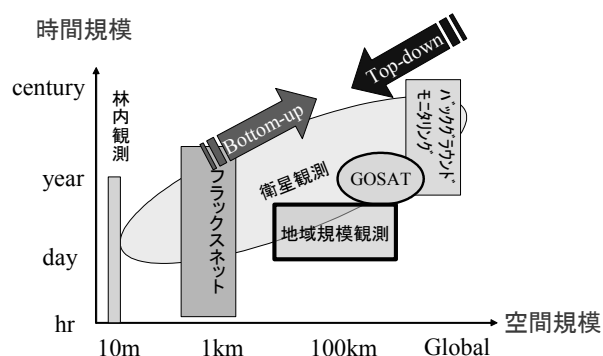 時間規模
century
year
day
hr
林内観測
フラックスネット
Bottom-up
Top-down
バックグラウンド
モニタリング
衛星観測
GOSAT
地域規模観測
空間規模
10m
1km
100km
Global